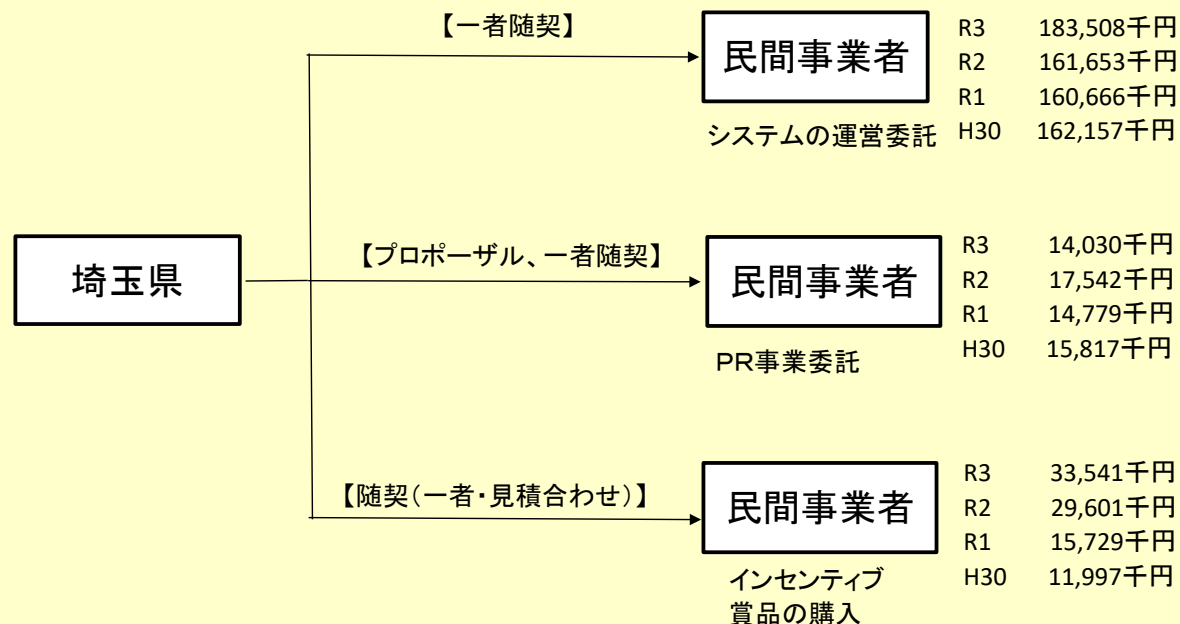 【一者随契】
民間事業者
システムの運営委託
R3 183,508千円
R2 161,653千円
R1 160,666千円
H30 162,157千円
埼玉県
【プロポーザル、一者随契】
民間事業者
PR事業委託
R3 14,030千円
R2 17,542千円
R1 14,779千円
H30 15,817千円
【随契(一者・見積合わせ)】
民間事業者
インセンティブ
賞品の購入
R3 33,541千円
R2 29,601千円
R1 15,729千円
H30 11,997千円